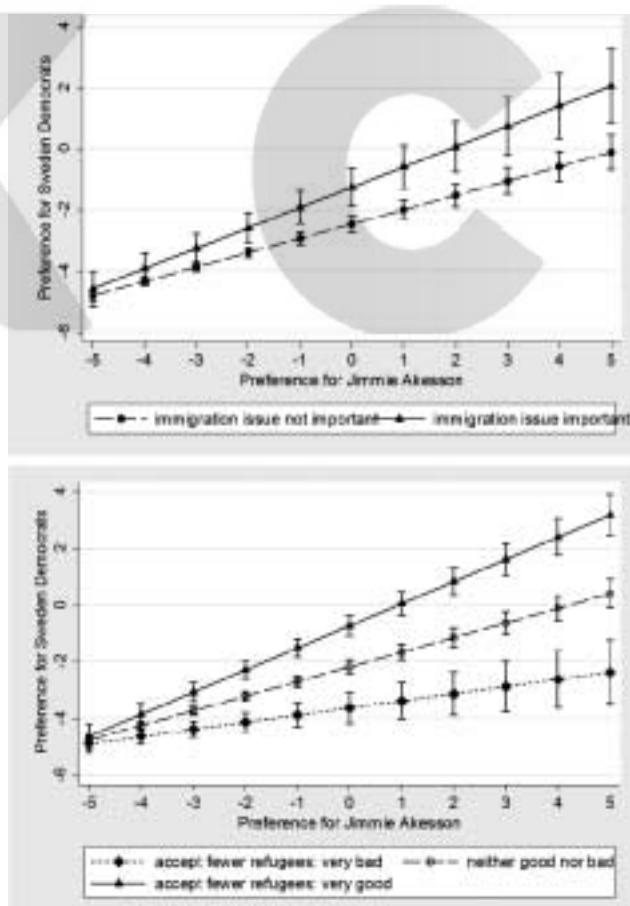 Preference for Sweden Democrats
4
2
0
-2
-4
-6
-5 -4 -3 -2 -1 0 1 2 3 4 5
Preference for Jimmie Akesson
immigration issue not important immigration issue important
Preference for Sweden Democrats
4
2
0
-2
-4
-6
-5 -4 -3 -2 -1 0 1 2 3 4 5
Preference for Jimmie Akesson
accept fewer refugees: very bad neither good nor bad
accept fewer refugees: very good